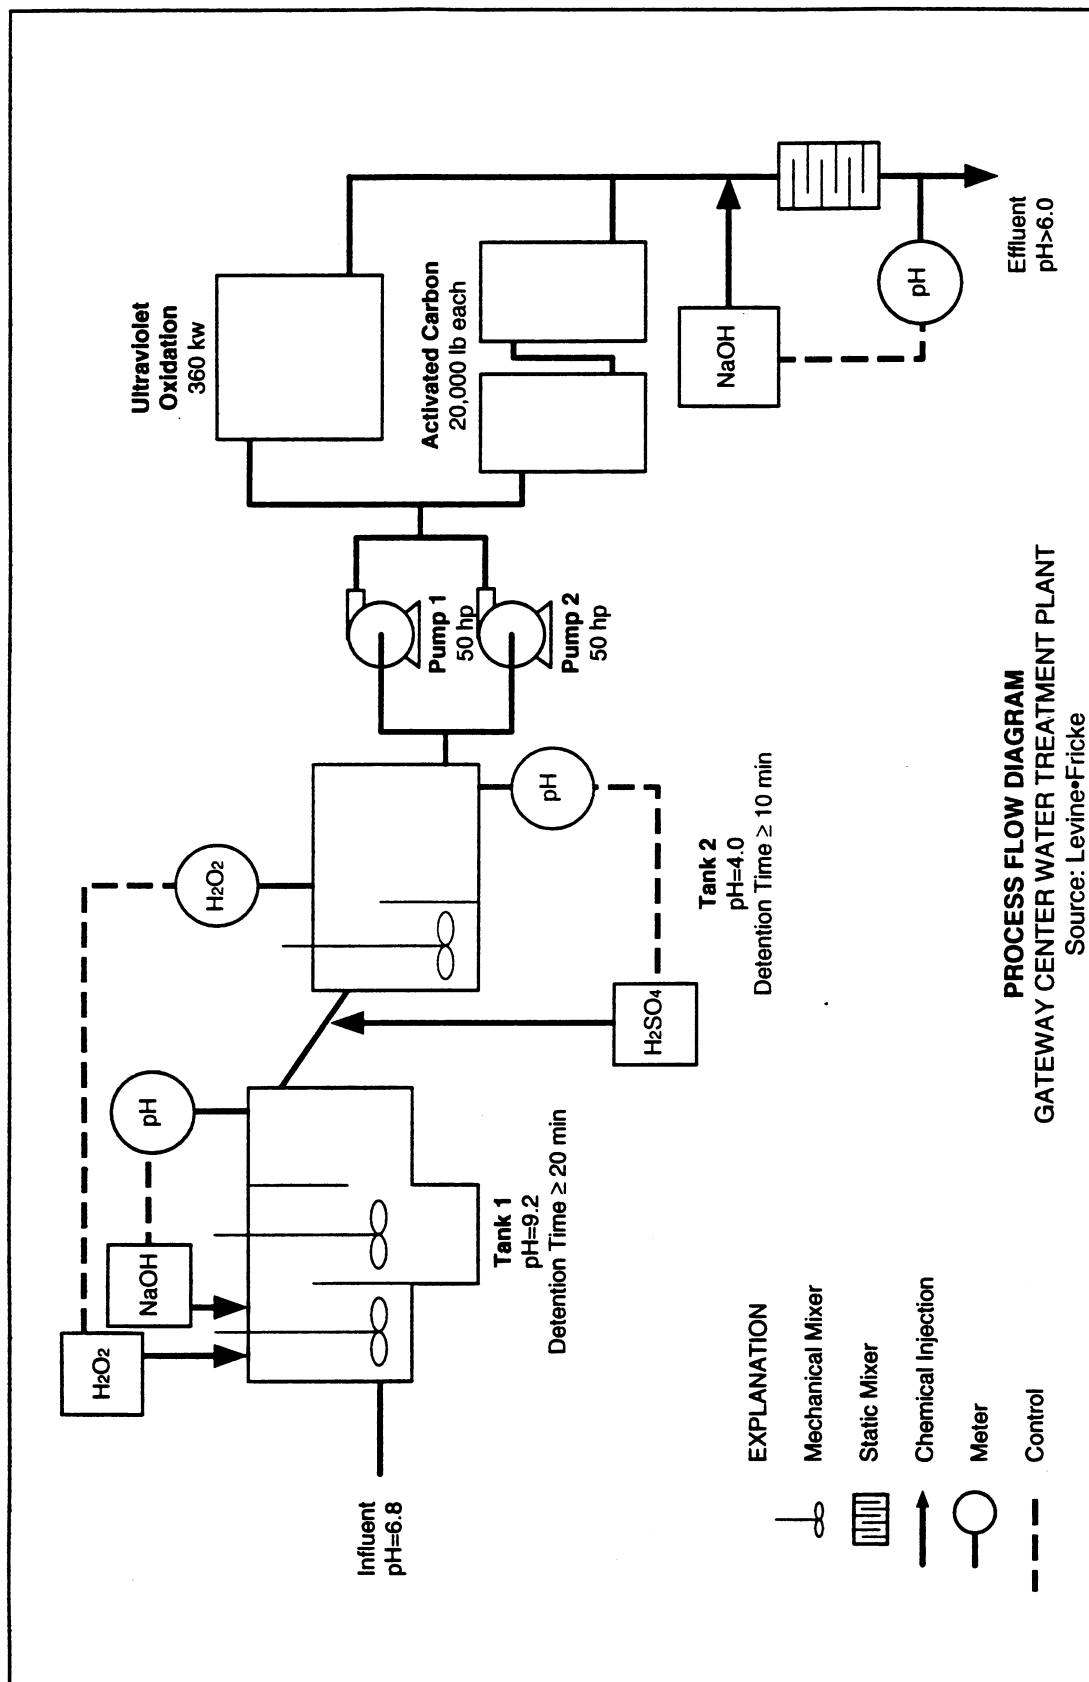 H2O2
NaOH
pH
H2O2
Influent
pH=6.8
Tank 1
pH=9.2
Detention Time ≥ 20 min
H2SO4
Tank 2
pH=4.0
Detention Time ≥ 10 min
pH
Pump 1
50 hp
Pump 2
50 hp
Ultraviolet
Oxidation
360 kw
Activated Carbon
20,000 lb each
NaOH
pH
Effluent
pH>6.0
EXPLANATION
Mechanical Mixer
Static Mixer
Chemical Injection
Meter
Control
PROCESS FLOW DIAGRAM
GATEWAY CENTER WATER TREATMENT PLANT
Source: Levine•Fricke